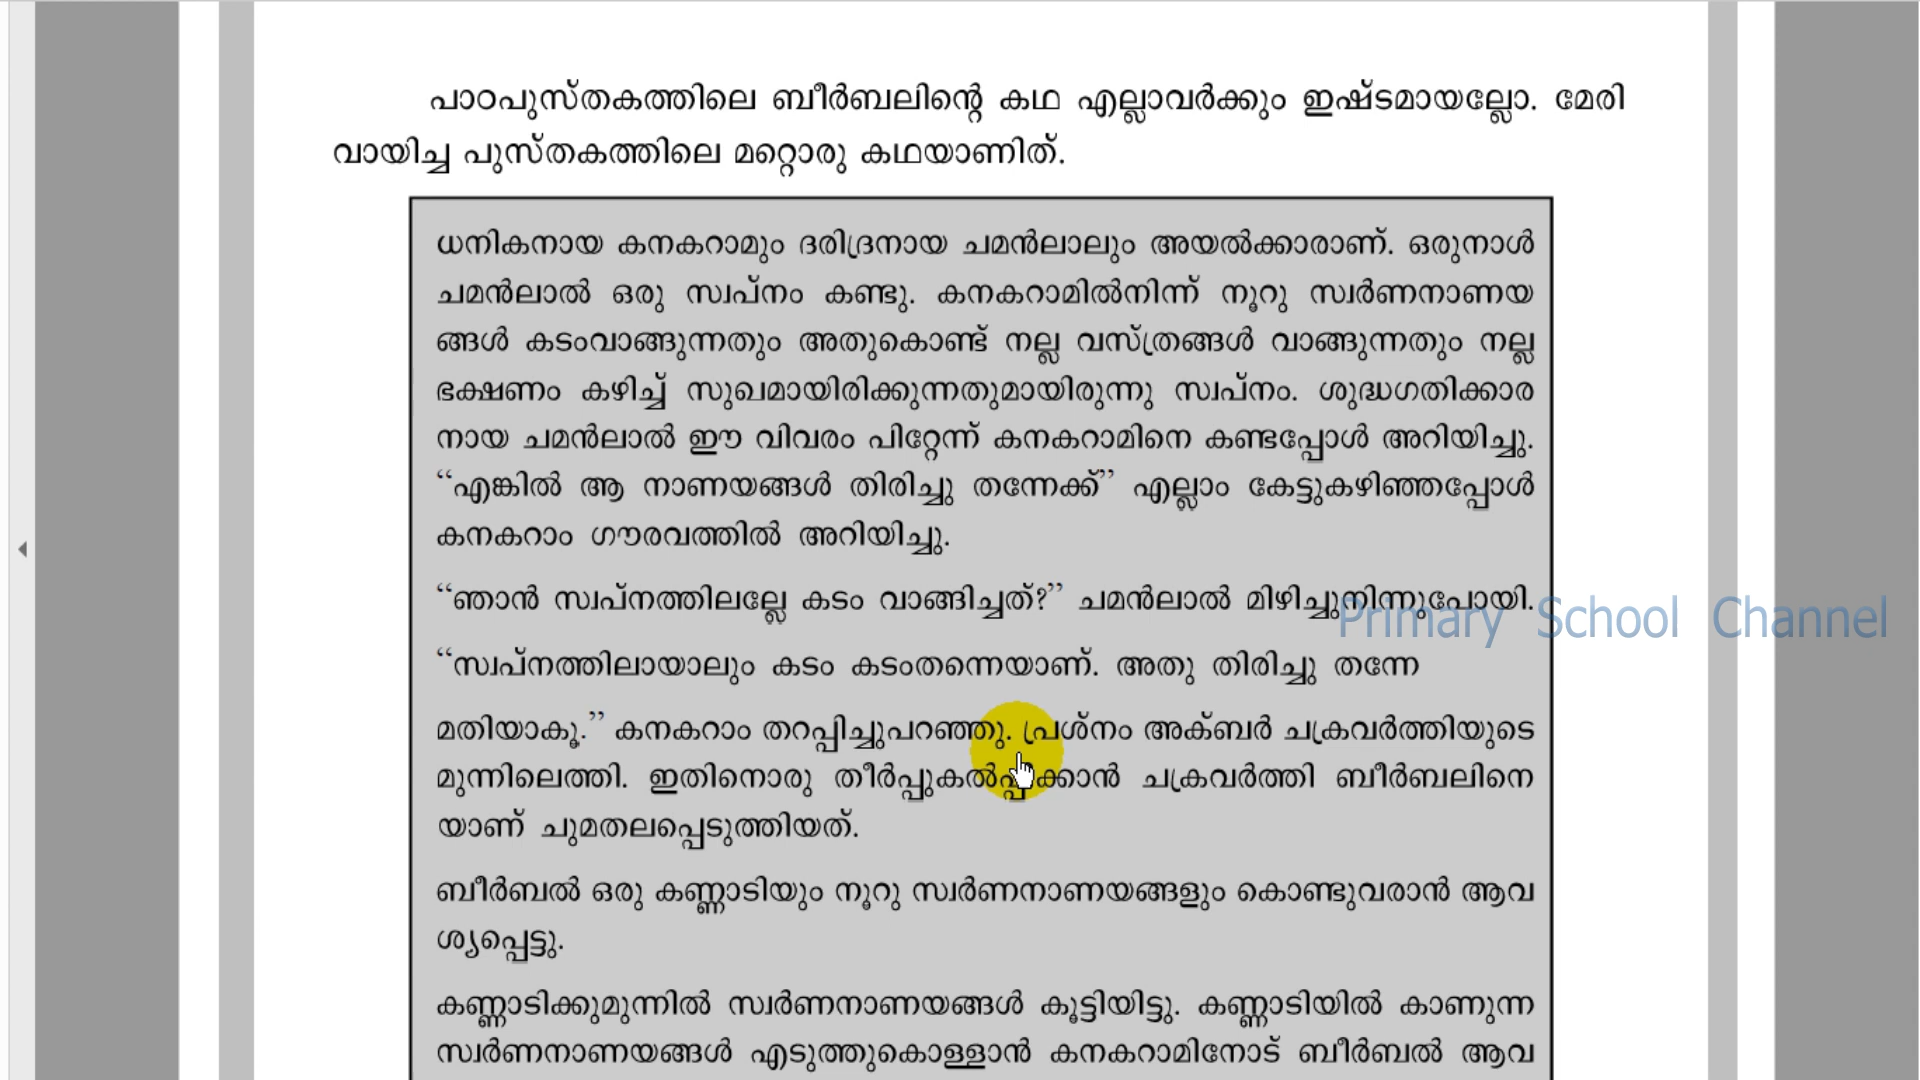 പാഠപുസ്തകത്തിലെ ബീർബലിന്റെ കഥ എല്ലാവർക്കും ഇഷ്ടമായല്ലോ. മേരി
വായിച്ച പുസ്തകത്തിലെ മറ്റൊരു കഥയാണിത്.
ധനികനായ കനകറാമും ദരിദ്രനായ ചമൻലാലും അയൽക്കാരാണ്. ഒരുനാൾ
ചമൻലാൽ ഒരു സ്വപ്നം കണ്ടു. കനകറാമിൽനിന്ന് നൂറു സ്വർണനാണയ
ങ്ങൾ കടംവാങ്ങുന്നതും അതുകൊണ്ട് നല്ല വസ്ത്രങ്ങൾ വാങ്ങുന്നതും നല്ല
ഭക്ഷണം കഴിച്ച് സുഖമായിരിക്കുന്നതുമായിരുന്നു സ്വപ്നം. ശുദ്ധഗതിക്കാര
നായ ചമൻലാൽ ഈ വിവരം പിറ്റേന്ന് കനകറാമിനെ കണ്ടപ്പോൾ അറിയിച്ചു.
“എങ്കിൽ ആ നാണയങ്ങൾ തിരിച്ചു തന്നേക്ക്” എല്ലാം കേട്ടുകഴിഞ്ഞപ്പോൾ
കനകറാം ഗൗരവത്തിൽ അറിയിച്ചു.
“ഞാൻ സ്വപ്നത്തിലല്ലേ കടം വാങ്ങിച്ചത്?” ചമൻലാൽ മിഴിച്ചുനിന്നുപോയി.
Primary School Channel
“സ്വപ്നത്തിലായാലും കടം കടംതന്നെയാണ്. അതു തിരിച്ചു തന്നേ
മതിയാകൂ.” കനകറാം തറപ്പിച്ചുപറഞ്ഞു. പ്രശ്നം അക്ബർ ചക്രവർത്തിയുടെ
മുന്നിലെത്തി. ഇതിനൊരു തീർപ്പുകൽപ്പിക്കാൻ ചക്രവർത്തി ബീർബലിനെ
യാണ് ചുമതലപ്പെടുത്തിയത്.
ബീർബൽ ഒരു കണ്ണാടിയും നൂറു സ്വർണനാണയങ്ങളും കൊണ്ടുവരാൻ ആവ
ശ്യപ്പെട്ടു.
കണ്ണാടിക്കുമുന്നിൽ സ്വർണനാണയങ്ങൾ കൂട്ടിയിട്ടു. കണ്ണാടിയിൽ കാണുന്ന
സ്വർണനാണയങ്ങൾ എടുത്തുകൊള്ളാൻ കനകറാമിനോട് ബീർബൽ ആവ